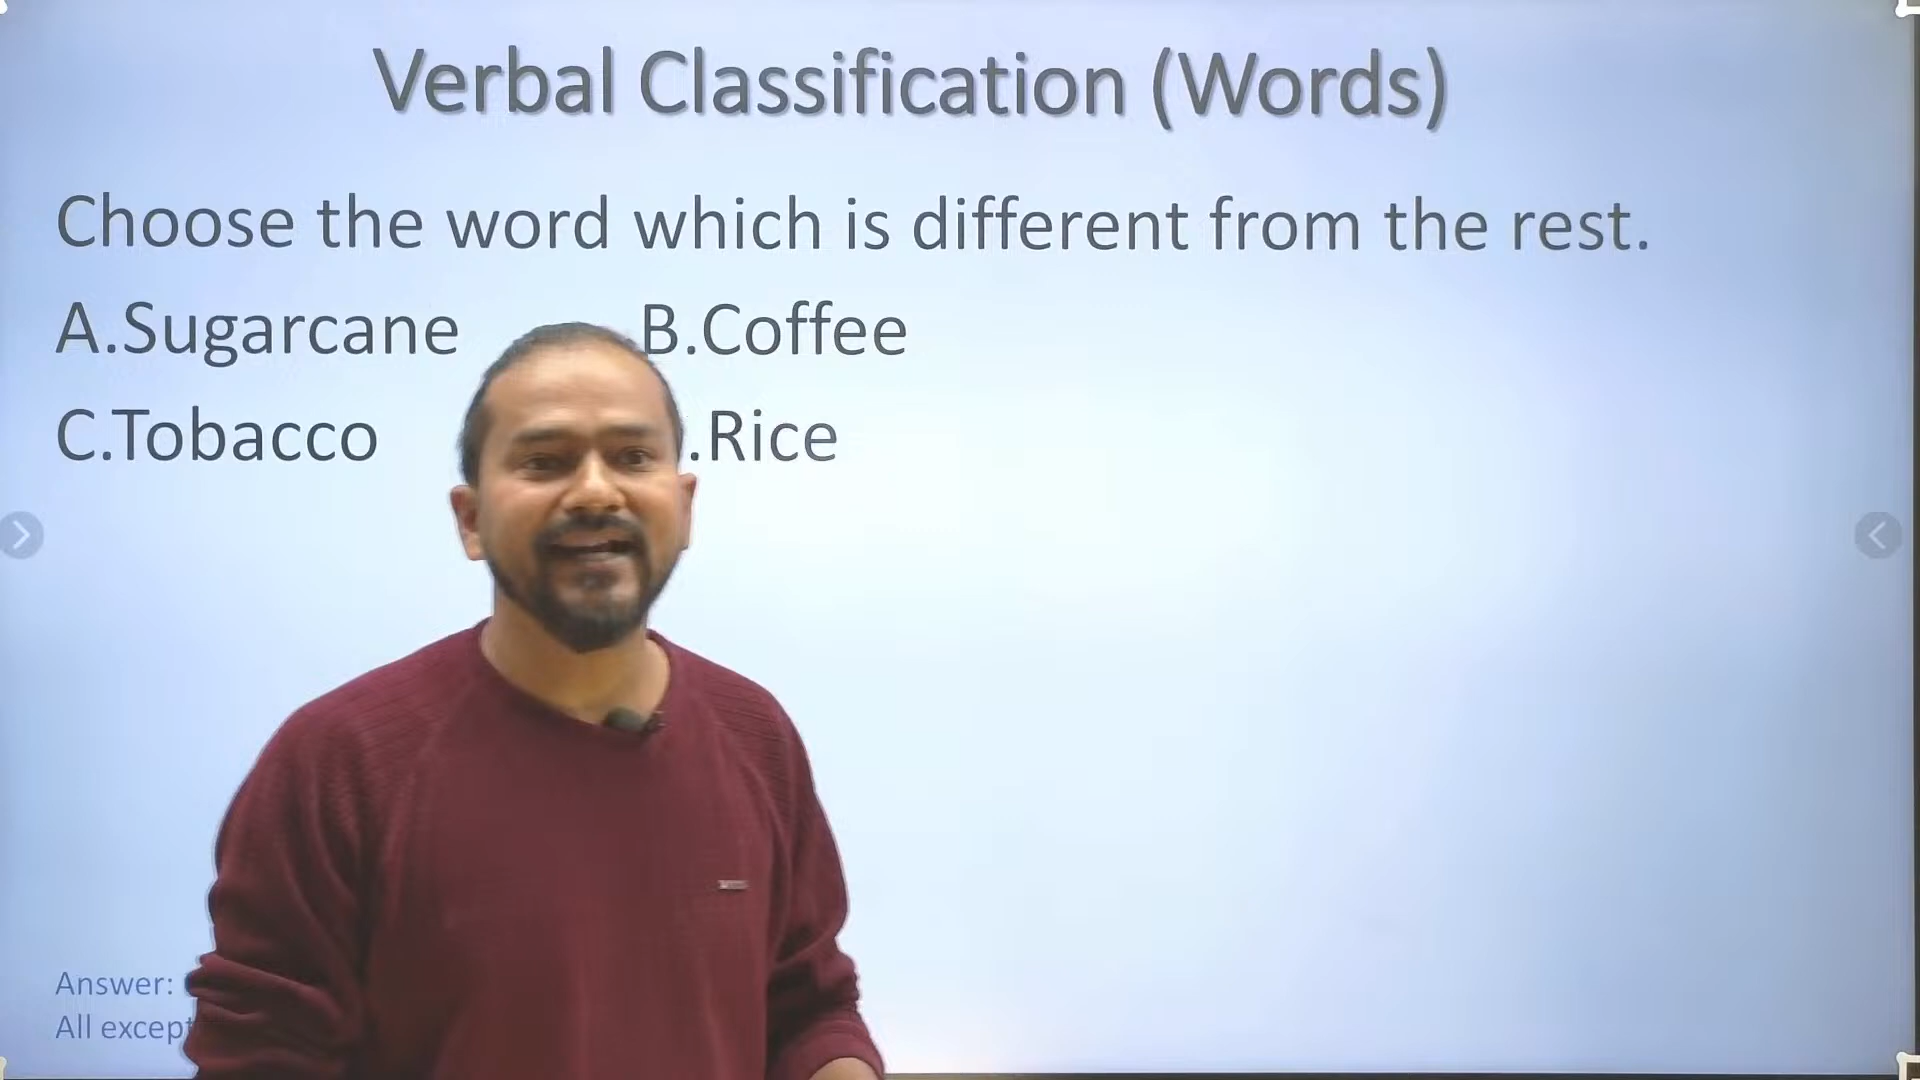 Verbal Classification (Words)
Choose the word which is different from the rest.
A.Sugarcane B.Coffee
C.Tobacco .Rice
Answer:
All except